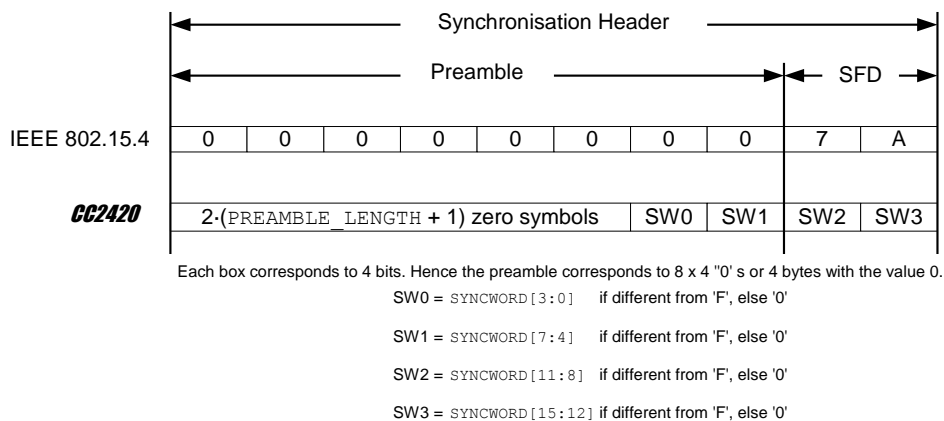 Synchronisation Header
Preamble SFD
IEEE 802.15.4 0 0 0 0 0 0 0 0 7 A
CC2420 2·(PREAMBLE_LENGTH + 1) zero symbols SW0 SW1 SW2 SW3
Each box corresponds to 4 bits. Hence the preamble corresponds to 8 x 4 "0' s or 4 bytes with the value 0.
SW0 = SYNCWORD[3:0] if different from 'F', else '0'
SW1 = SYNCWORD[7:4] if different from 'F', else '0'
SW2 = SYNCWORD[11:8] if different from 'F', else '0'
SW3 = SYNCWORD[15:12] if different from 'F', else '0'